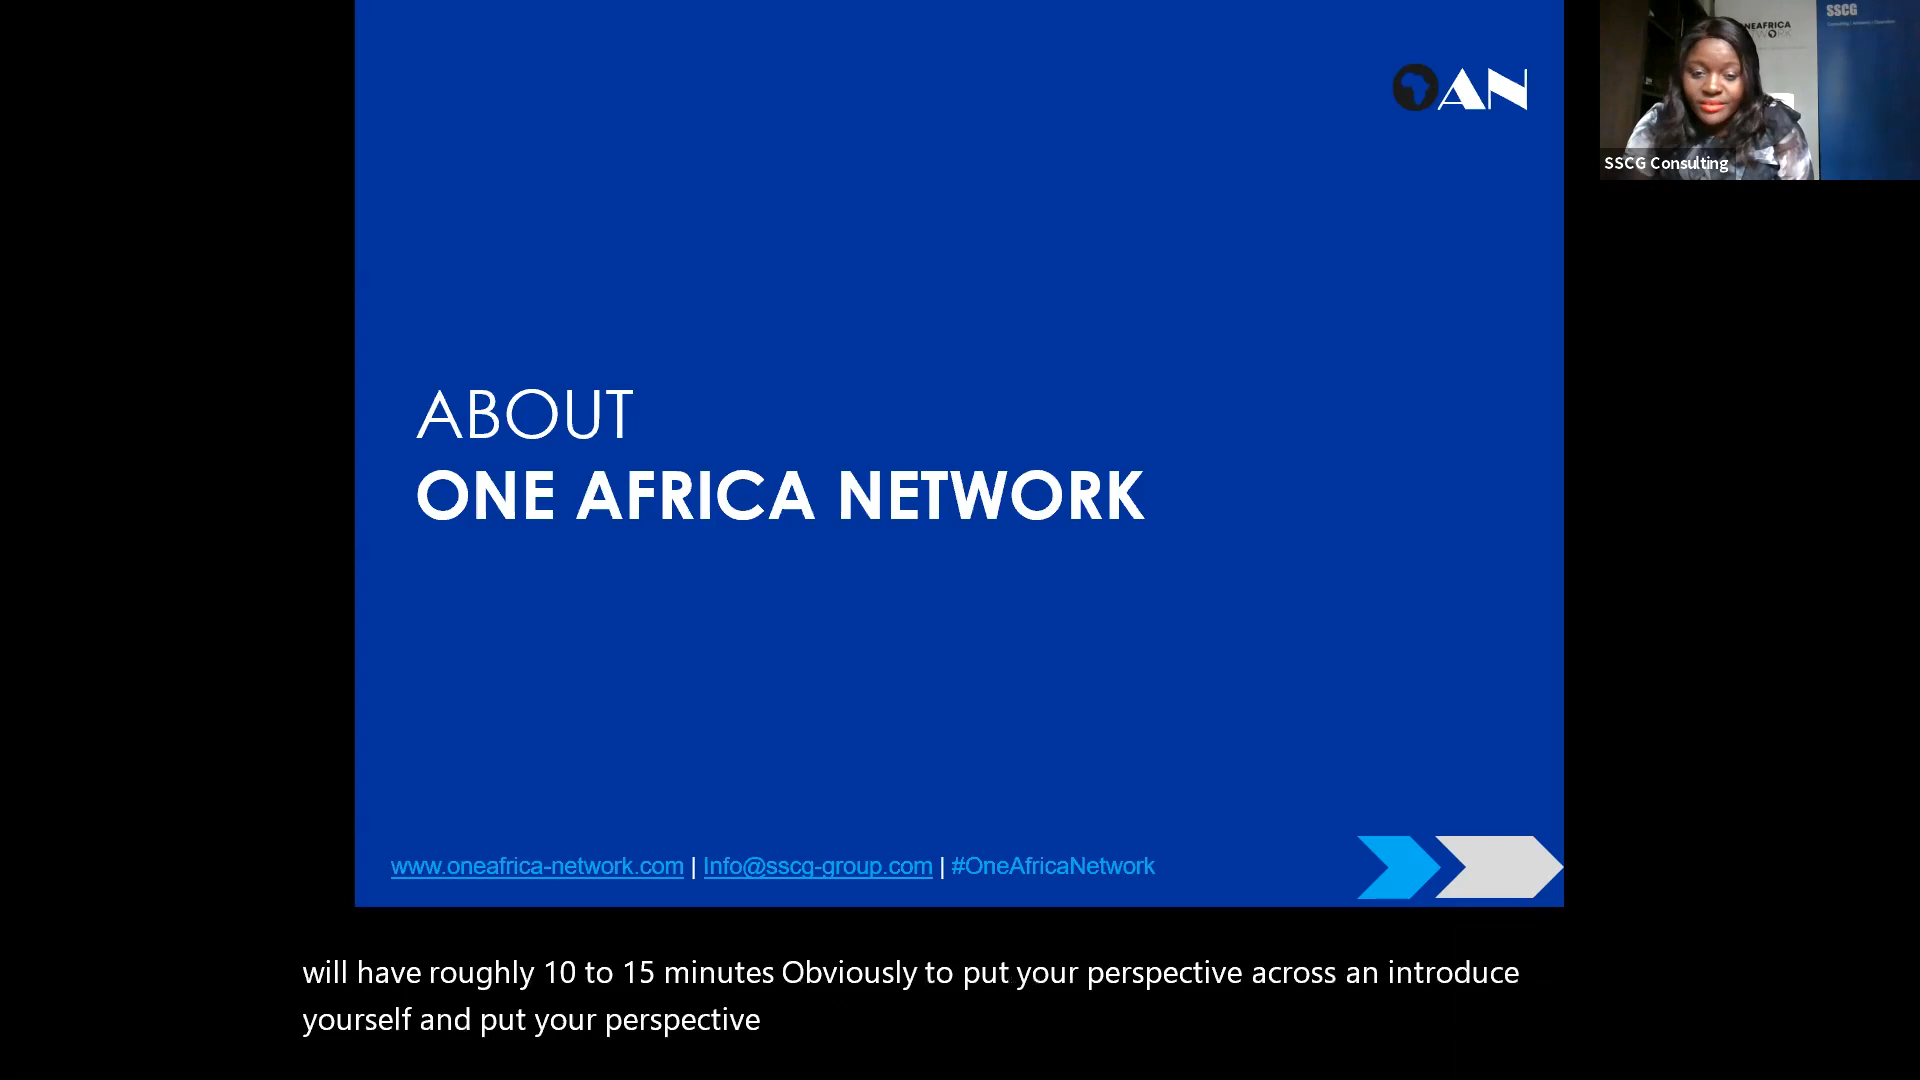 OAN
ABOUT
ONE AFRICA NETWORK
www.oneafrica-network.com | Info@sscg-group.com | #OneAfricaNetwork
SSCG
SSCG Consulting
will have roughly 10 to 15 minutes Obviously to put your perspective across an introduce
yourself and put your perspective